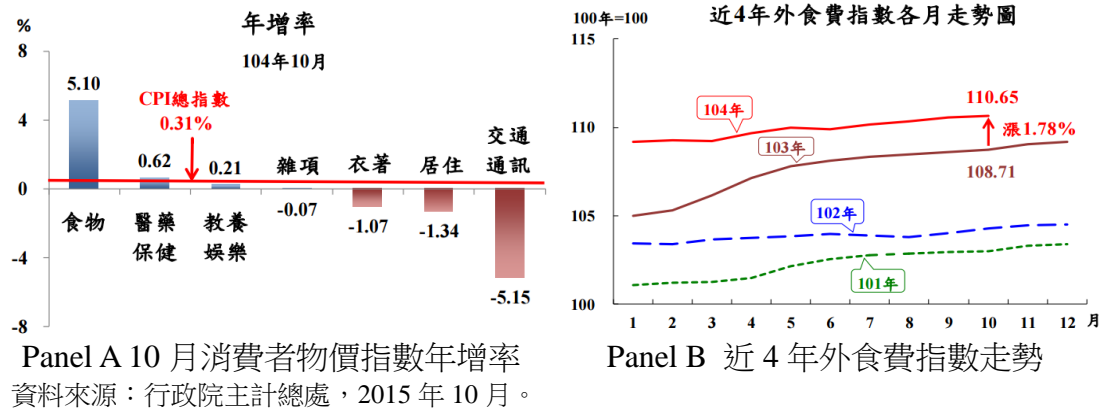 年增率
104年10月
%
8
4
0
-4
-8
CPI總指數
0.31%
5.10
0.62
0.21
-0.07
-1.07
-1.34
-5.15
食物
醫藥
保健
教養
娛樂
雜項
衣著
居住
交通
通訊
Panel A 10 月消費者物價指數年增率
資料來源：行政院主計總處，2015 年 10 月。
近4年外食費指數各月走勢圖
100年=100
115
110
105
100
104年
103年
102年
101年
110.65
漲1.78%
108.71
1 2 3 4 5 6 7 8 9 10 11 12 月
Panel B 近 4 年外食費指數走勢